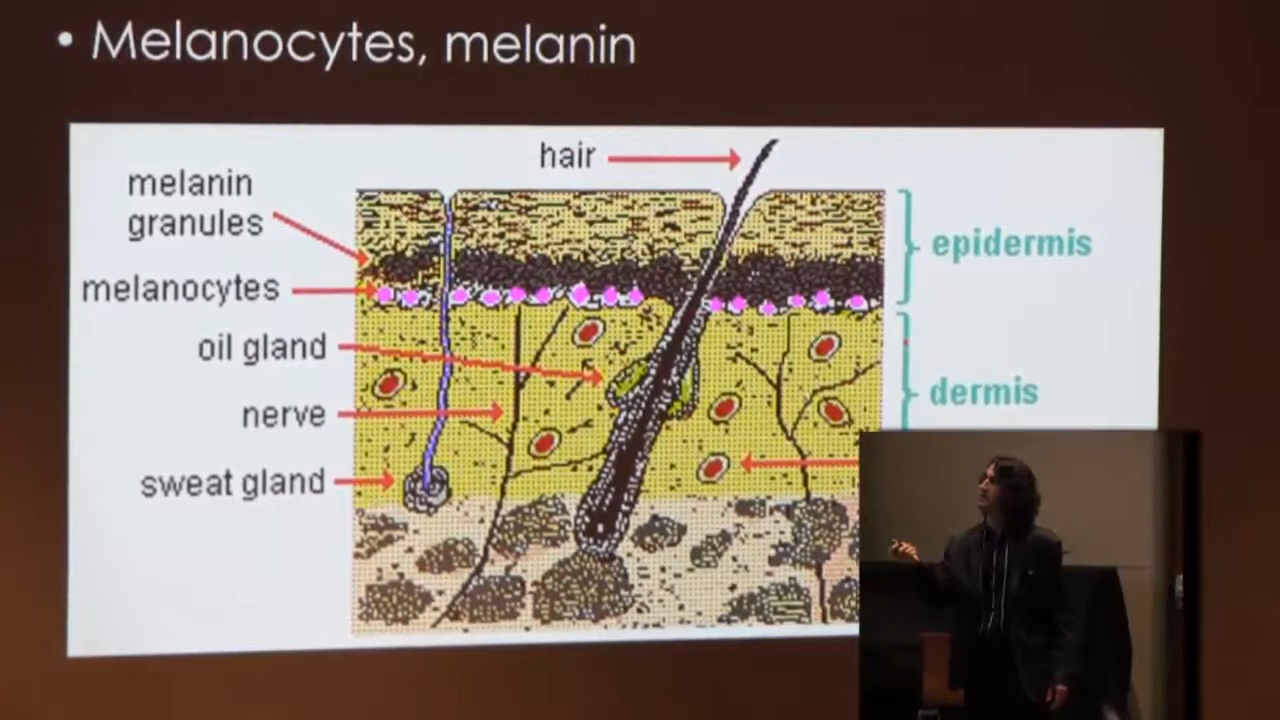 • Melanocytes, melanin
hair
melanin
granules
melanocytes
oil gland
nerve
sweat gland
epidermis
dermis